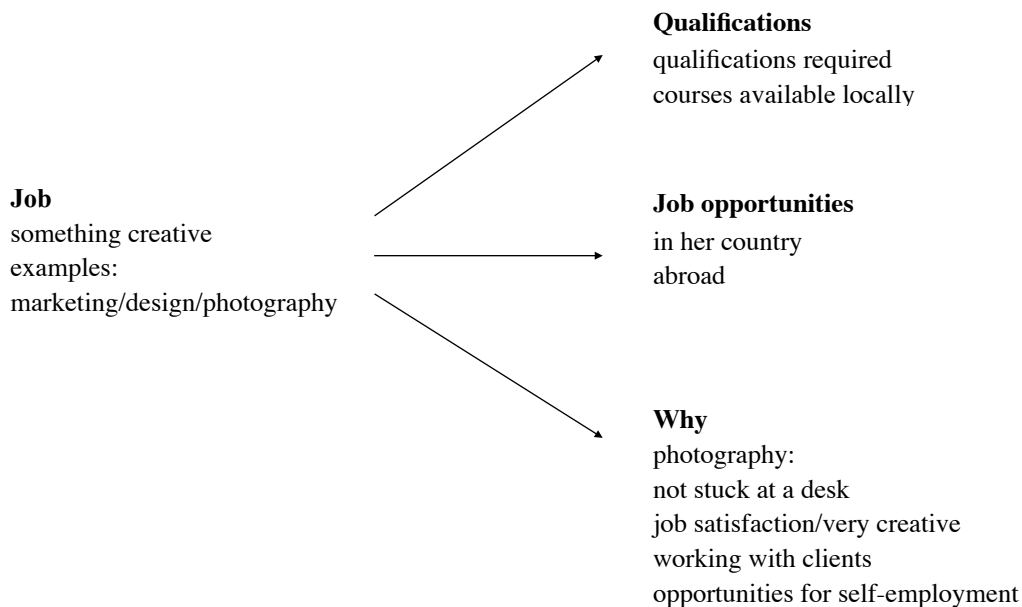 Job
something creative
examples:
marketing/design/photography
Qualifications
qualifications required
courses available locally
Job opportunities
in her country
abroad
Why
photography:
not stuck at a desk
job satisfaction/very creative
working with clients
opportunities for self-employment